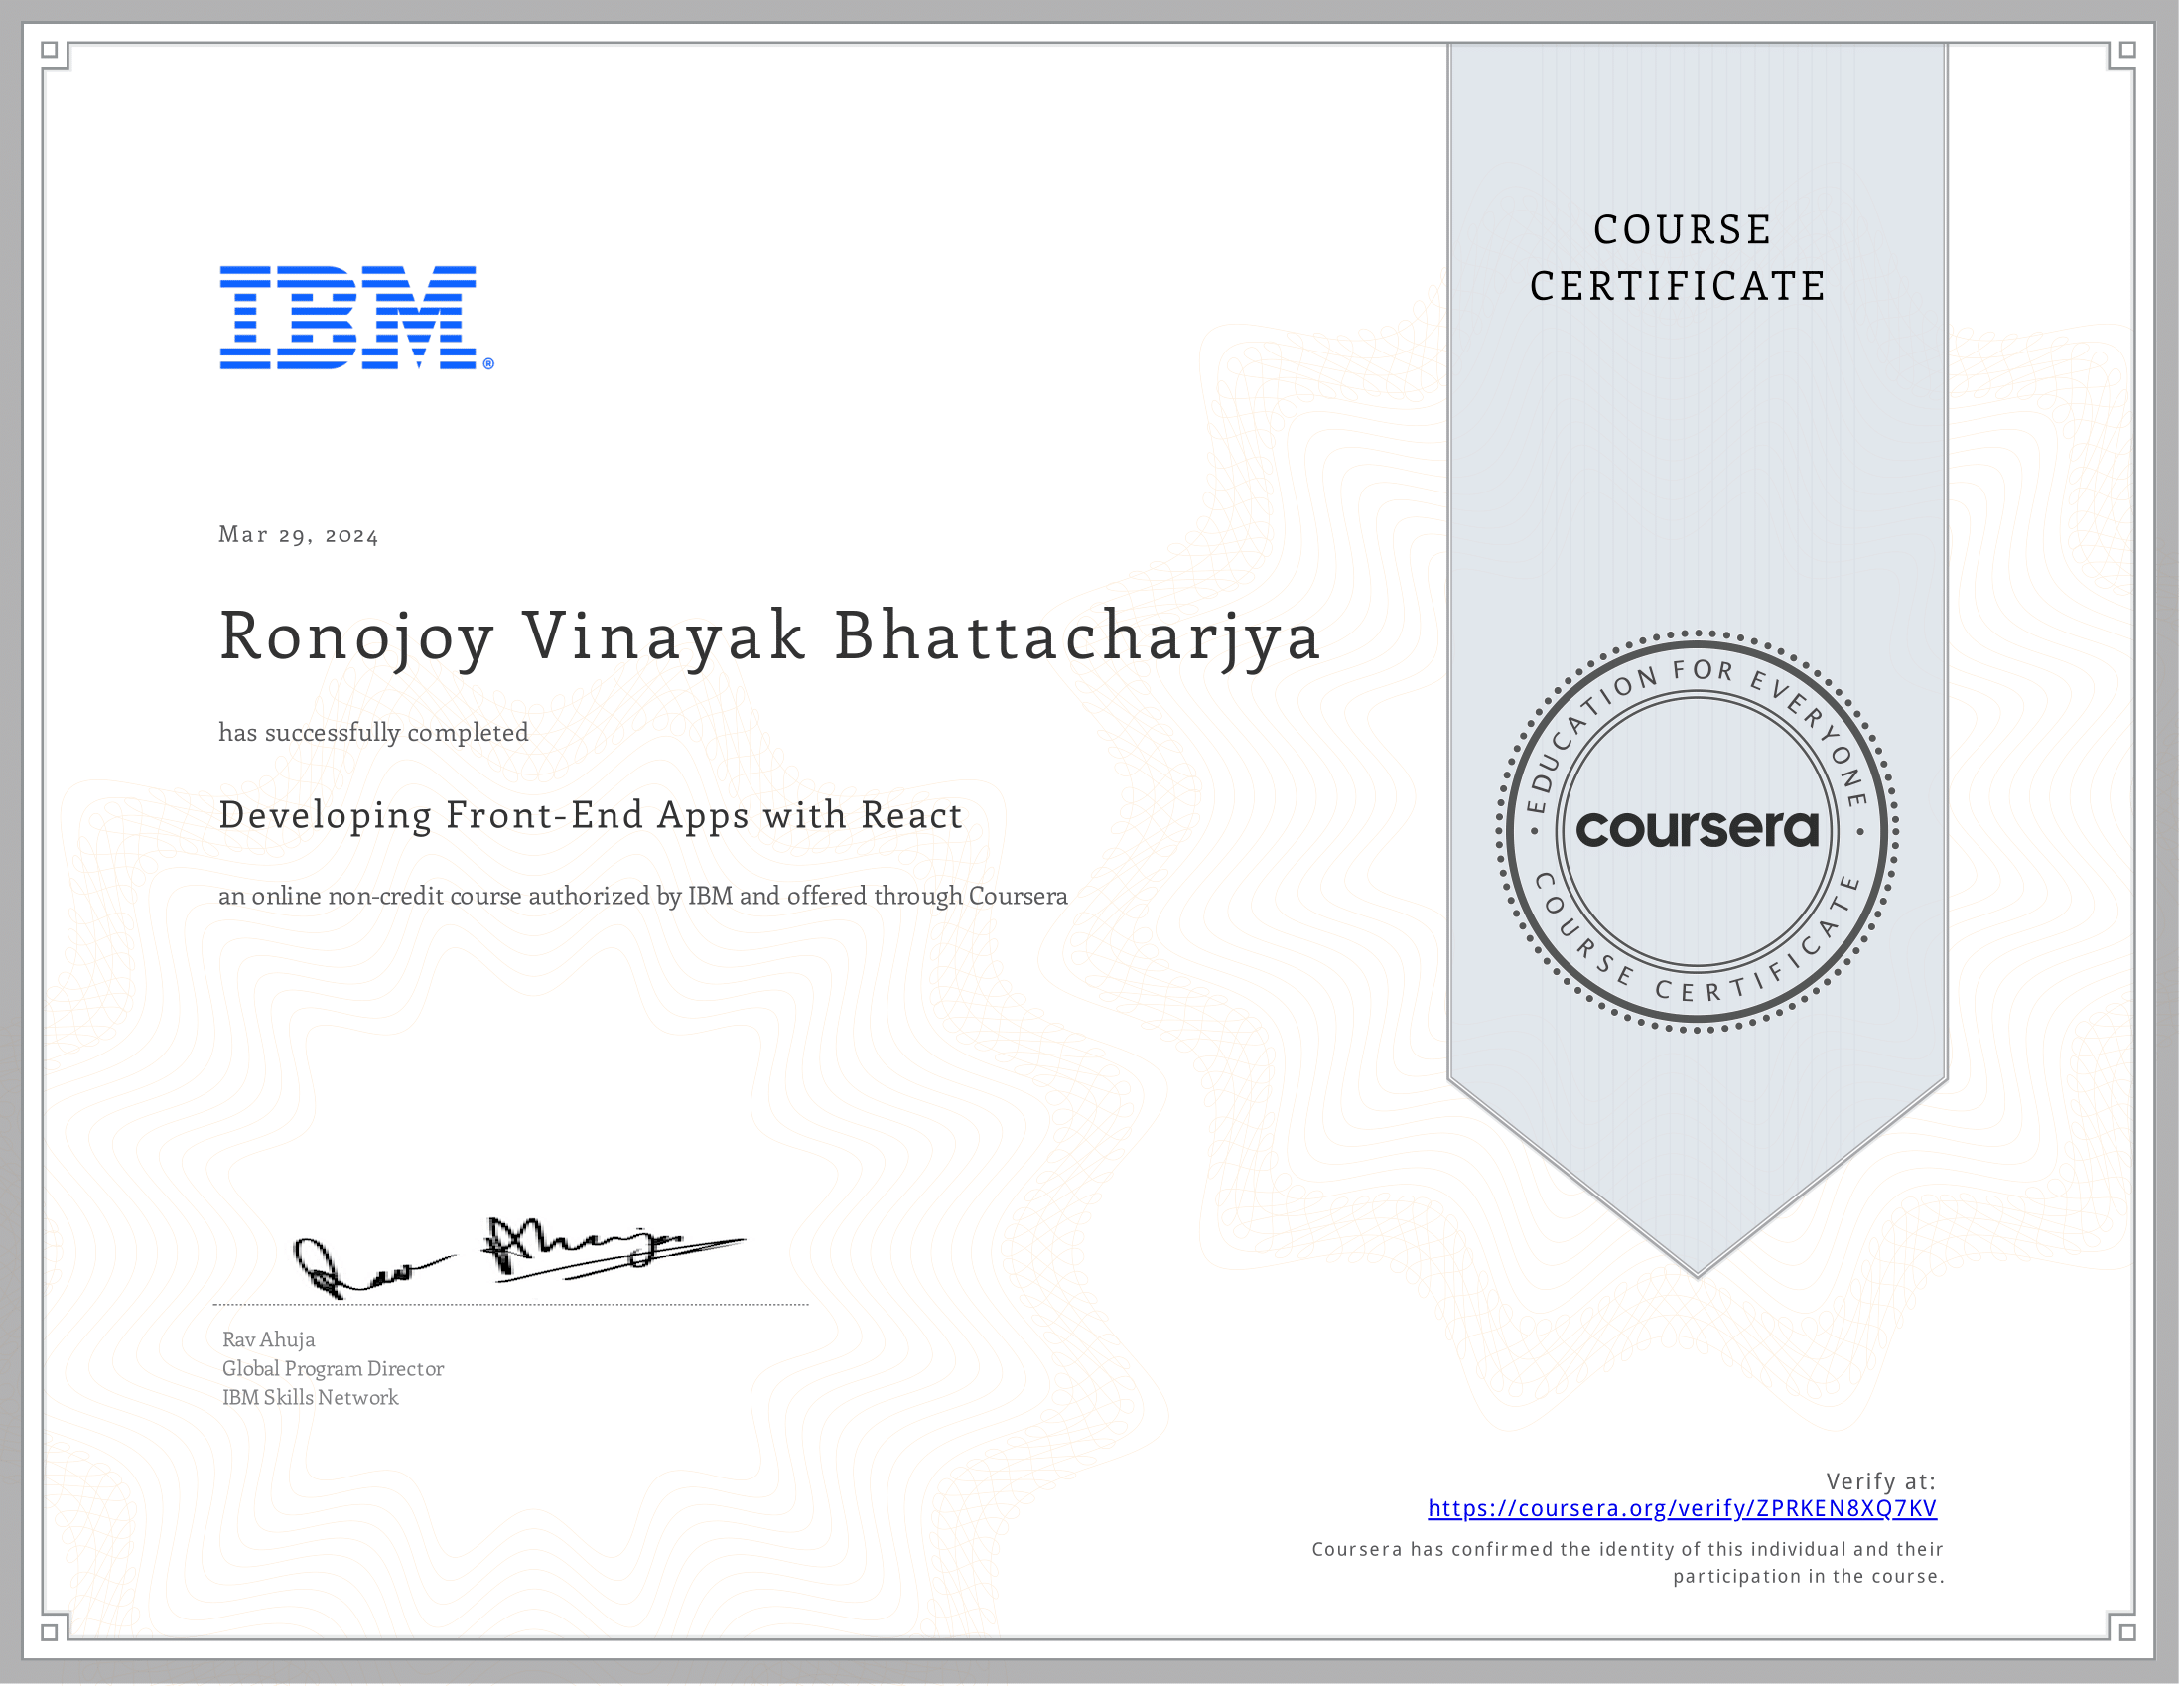 IBM®
COURSE
CERTIFICATE
Mar 29, 2024
Ronojoy Vinayak Bhattacharjya
has successfully completed
Developing Front-End Apps with React
an online non-credit course authorized by IBM and offered through Coursera
EDUCATION FOR EVERYONE
coursera
COURSE CERTIFICATE
Rav Ahuja
Rav Ahuja
Global Program Director
IBM Skills Network
Verify at:
https://coursera.org/verify/ZPRKEN8XQ7KV
Coursera has confirmed the identity of this individual and their
participation in the course.